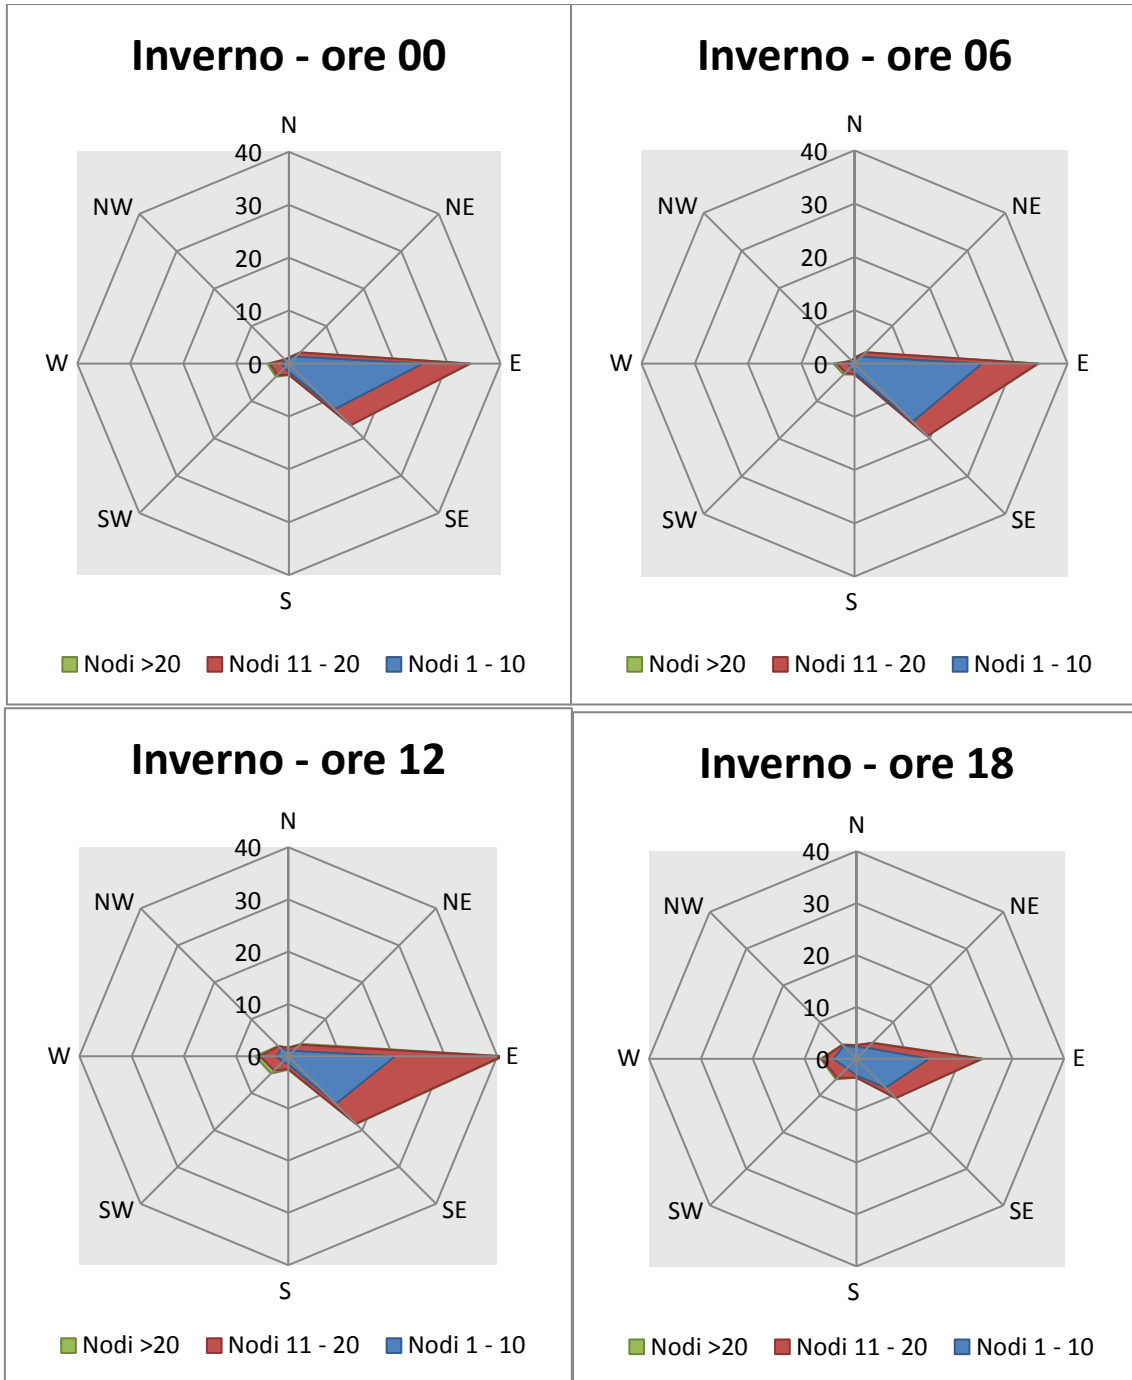 Inverno - ore 00
N
40
NW
NE
30
20
10
W
0
E
SW
SE
S
Nodi >20 Nodi 11 - 20 Nodi 1 - 10
Inverno - ore 06
N
40
NW
NE
30
20
10
W
0
E
SW
SE
S
Nodi >20 Nodi 11 - 20 Nodi 1 - 10
Inverno - ore 12
N
40
NW
NE
30
20
10
W
0
E
SW
SE
S
Nodi >20 Nodi 11 - 20 Nodi 1 - 10
Inverno - ore 18
N
40
NW
NE
30
20
10
W
0
E
SW
SE
S
Nodi >20 Nodi 11 - 20 Nodi 1 - 10